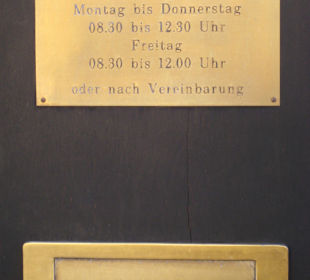 Montag bis Donnerstag
08.30 bis 12.30 Uhr
Freitag
08.30 bis 12.00 Uhr
oder nach Vereinbarung